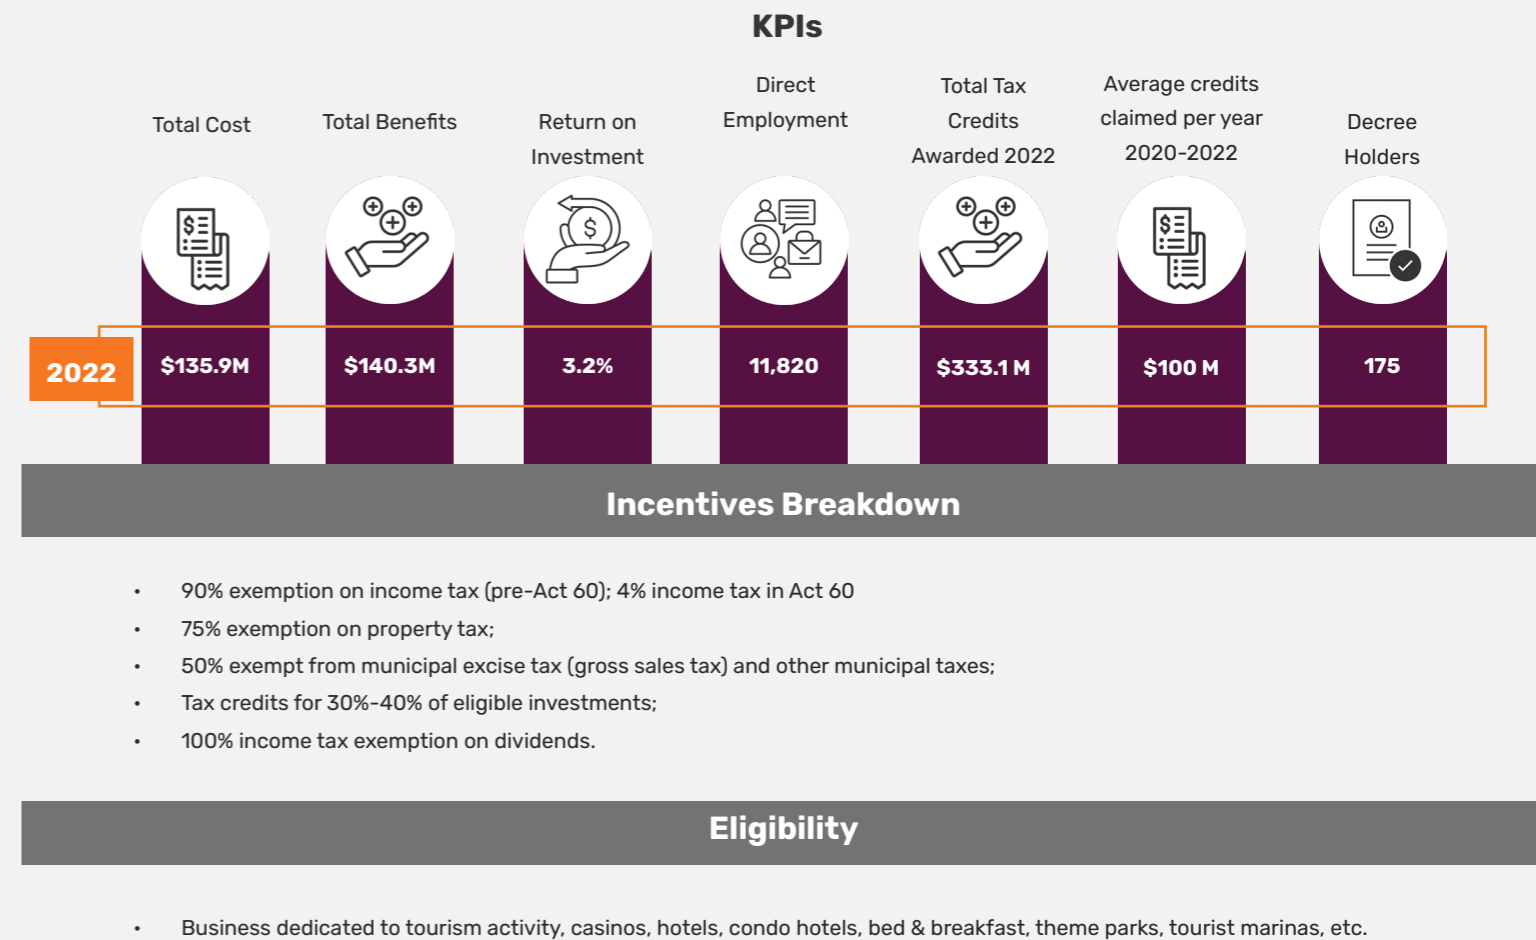 KPIs
Total Cost
Total Benefits
Return on
Investment
Direct
Employment
Total Tax
Credits
Awarded 2022
Average credits
claimed per year
2020-2022
Decree
Holders
$
$
$
2022
$135.9M
$140.3M
3.2%
11,820
$333.1 M
$100 M
175
Incentives Breakdown
• 90% exemption on income tax (pre-Act 60); 4% income tax in Act 60
• 75% exemption on property tax;
• 50% exempt from municipal excise tax (gross sales tax) and other municipal taxes;
• Tax credits for 30%-40% of eligible investments;
• 100% income tax exemption on dividends.
Eligibility
• Business dedicated to tourism activity, casinos, hotels, condo hotels, bed & breakfast, theme parks, tourist marinas, etc.